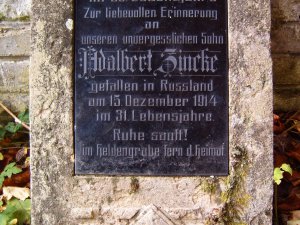 Zur liebevollen Erinnerung
an
unseren unvergesslichen Sohn
Adalbert Zincke
gefallen in Russland
am 15. Dezember 1914
im 31. Lebensjahre.
Ruhe sanft!
im Heldengrabe fern d. Heimat